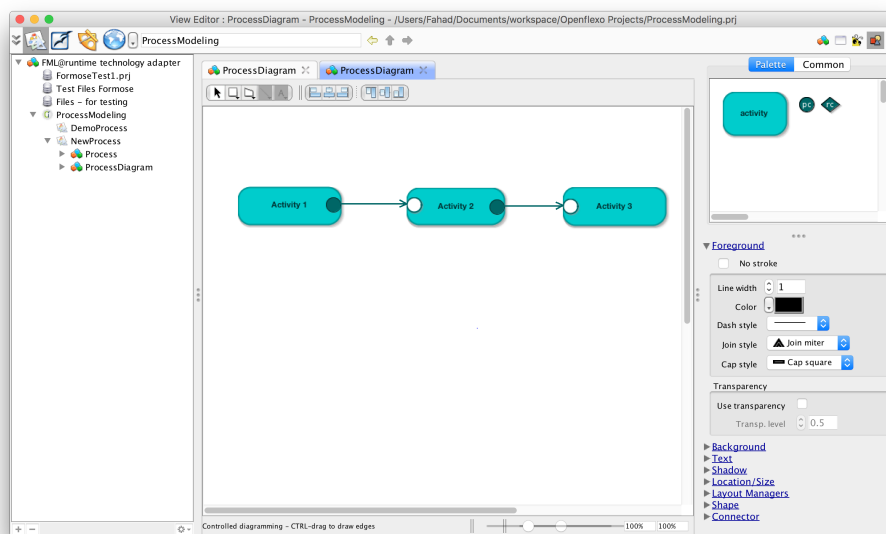 View Editor : ProcessDiagram - ProcessModeling - /Users/Fahad/Documents/workspace/Openflexo Projects/ProcessModeling.prj
ProcessModeling
FML@runtime technology adapter
FormoseTest1.prj
Test Files Formose
Files - for testing
ProcessModeling
DemoProcess
NewProcess
Process
ProcessDiagram
ProcessDiagram
ProcessDiagram
Activity 1
Activity 2
Activity 3
Controlled diagramming - CTRL-drag to draw edges
100%
100%
Palette
Common
activity
pc
rc
Foreground
No stroke
Line width
1
Color
Dash style
Join style
Join miter
Cap style
Cap square
Transparency
Use transparency
Transp. level
0.5
Background
Text
Shadow
Location/Size
Layout Managers
Shape
Connector